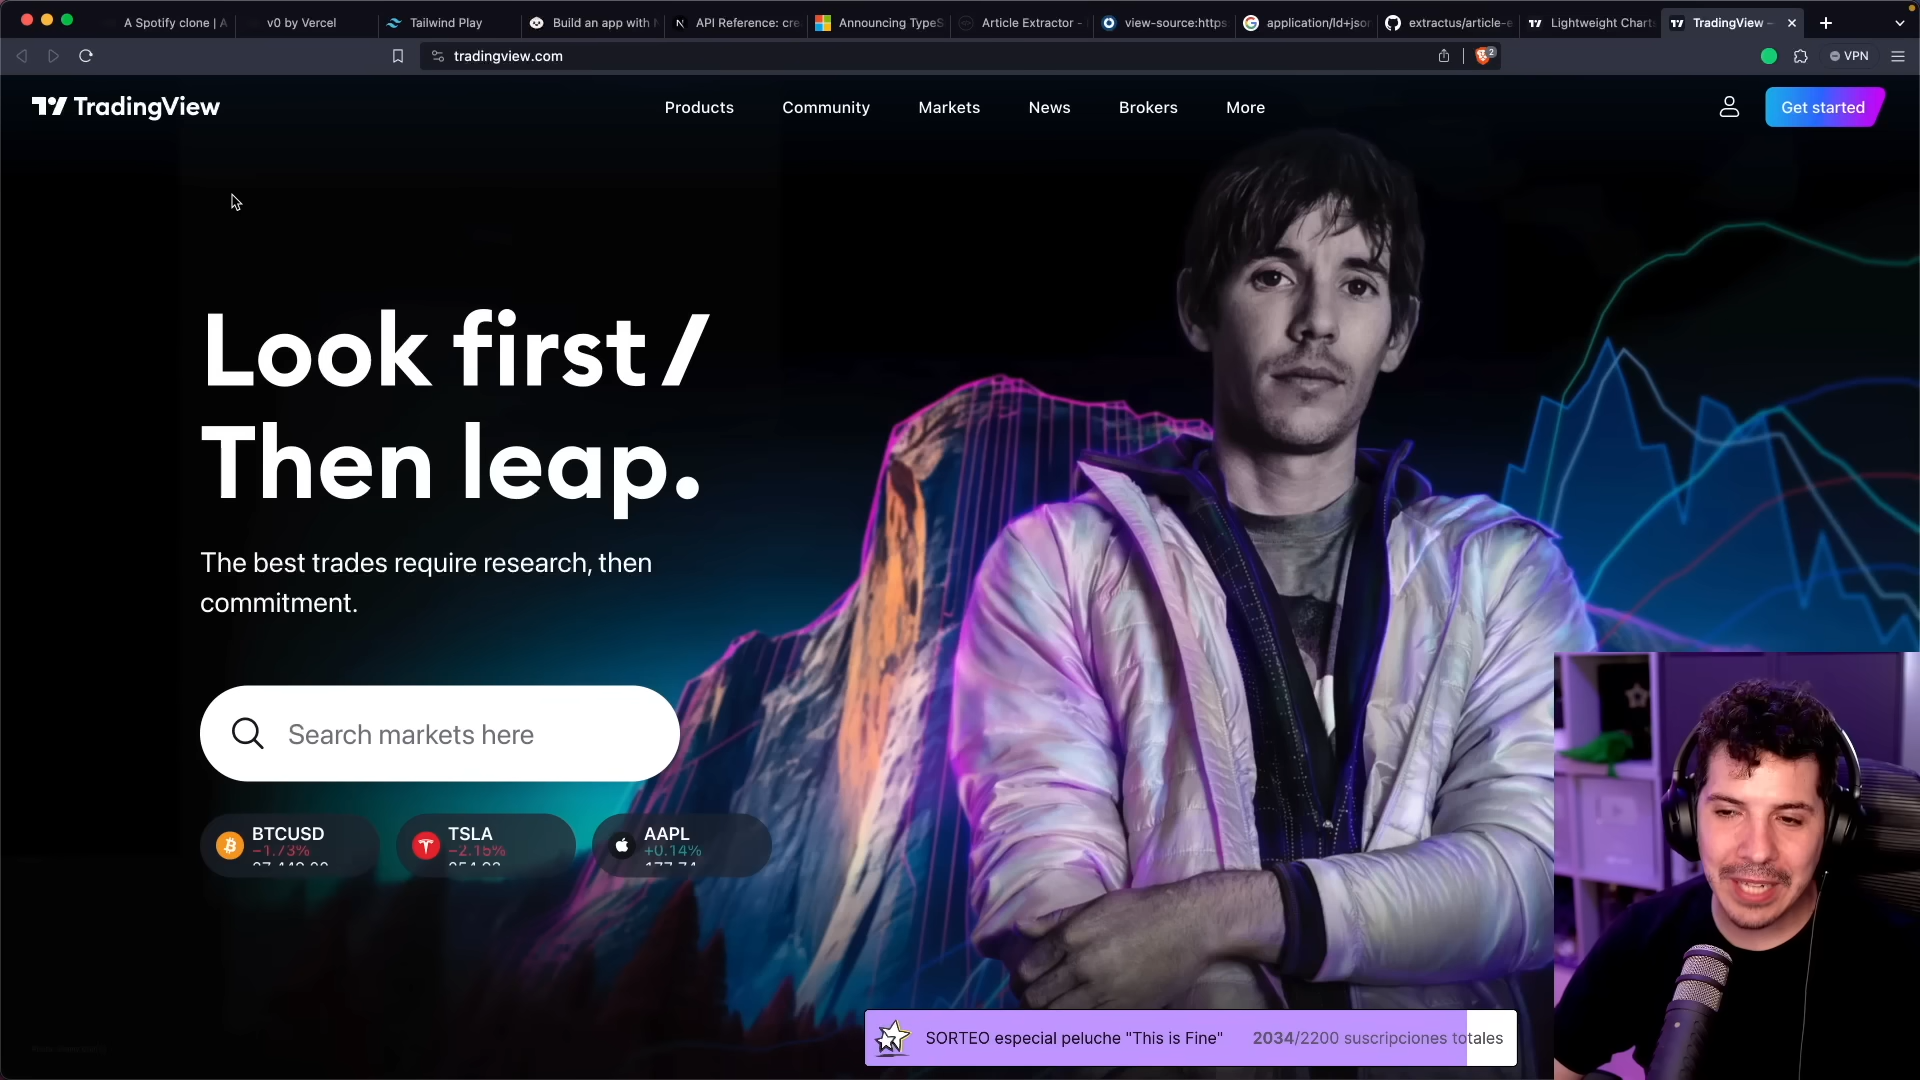 A Spotify clone | A
v0 by Vercel
Tailwind Play
Build an app with
API Reference: cre
Announcing TypeS
Article Extractor -
view-source:https
application/ld+jso
extractus/article-e
Lightweight Chart
TradingView –
tradingview.com
2
VPN
TradingView
Products
Community
Markets
News
Brokers
More
Get started
Look first /
Then leap.
The best trades require research, then
commitment.
Search markets here
BTCUSD
−1.73%
TSLA
−2.15%
AAPL
+0.14%
SORTEO especial peluche "This is Fine"
2034/2200 suscripciones totales